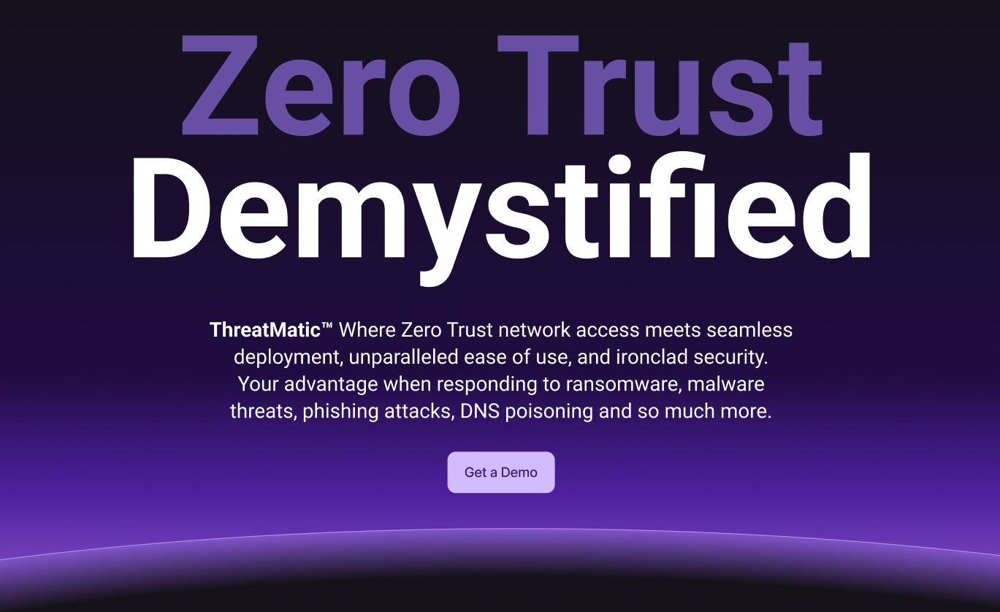 Zero Trust
Demystified
ThreatMatic™ Where Zero Trust network access meets seamless
deployment, unparalleled ease of use, and ironclad security.
Your advantage when responding to ransomware, malware
threats, phishing attacks, DNS poisoning and so much more.
Get a Demo